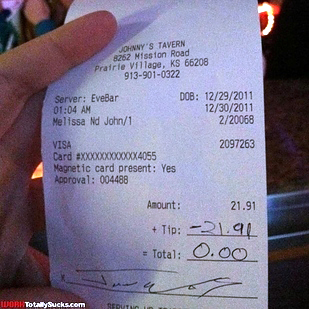 JOHNNY'S TAVERN
8262 Mission Road
Prairie Village, KS 66208
913-901-0322
Server: EveBar DOB: 12/29/2011
01:04 AM 12/30/2011
Melissa Nd John/1 2/20068
VISA 2097263
Card #XXXXXXXXXXXX4055
Magnetic card present: Yes
Approval: 004488
Amount: 21.91
+ Tip: -21.91
= Total: 0.00
x
WORKTotallySucks.com